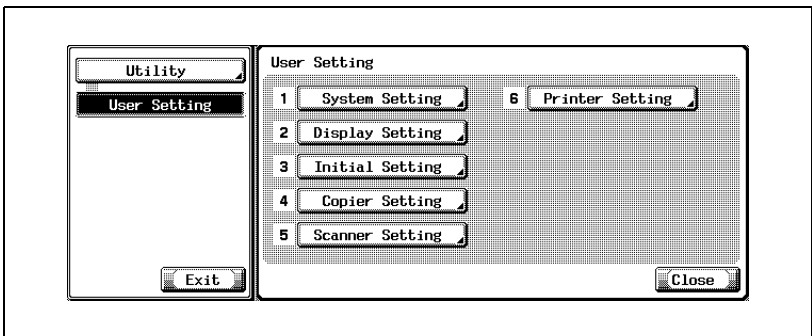 Utility
User Setting
Exit
User Setting
1 System Setting
2 Display Setting
3 Initial Setting
4 Copier Setting
5 Scanner Setting
6 Printer Setting
Close